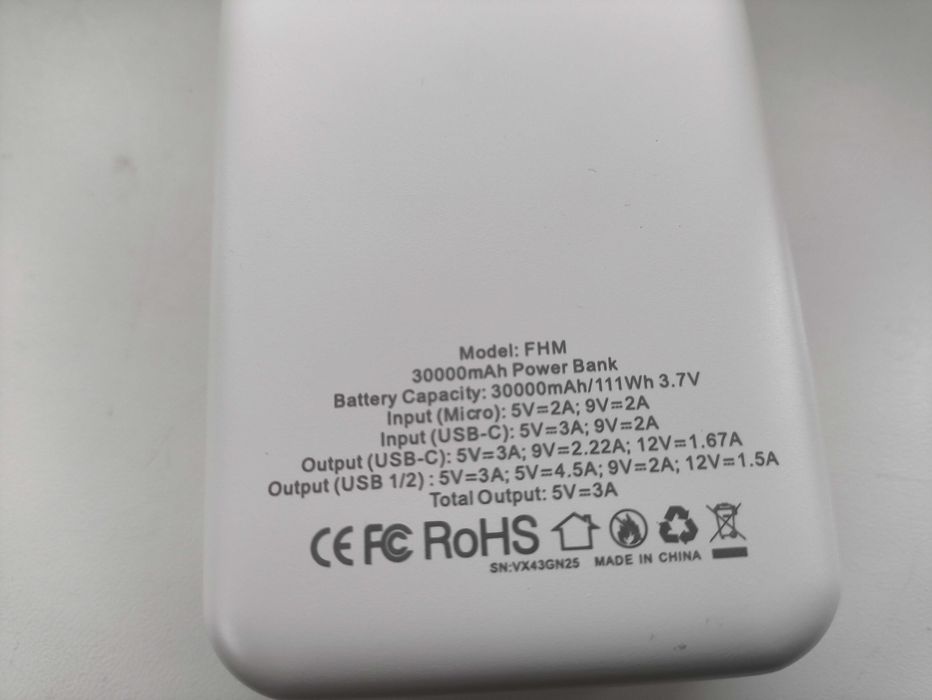 Model: FHM
30000mAh Power Bank
Battery Capacity: 30000mAh/111Wh 3.7V
Input (Micro): 5V=2A; 9V=2A
Input (USB-C): 5V=3A; 9V=2A
Output (USB-C): 5V=3A; 9V=2.22A; 12V=1.67A
Output (USB 1/2) : 5V=3A; 5V=4.5A; 9V=2A; 12V=1.5A
Total Output: 5V=3A
CE FC RoHS
SN:VX43GN25 MADE IN CHINA